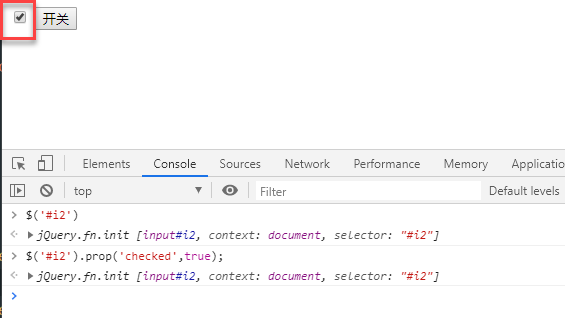 开关
Elements Console Sources Network Performance Memory Application
top Filter Default levels
> $('#i2')
jQuery.fn.init [input#i2, context: document, selector: "#i2"]
> $('#i2').prop('checked',true);
jQuery.fn.init [input#i2, context: document, selector: "#i2"]
>